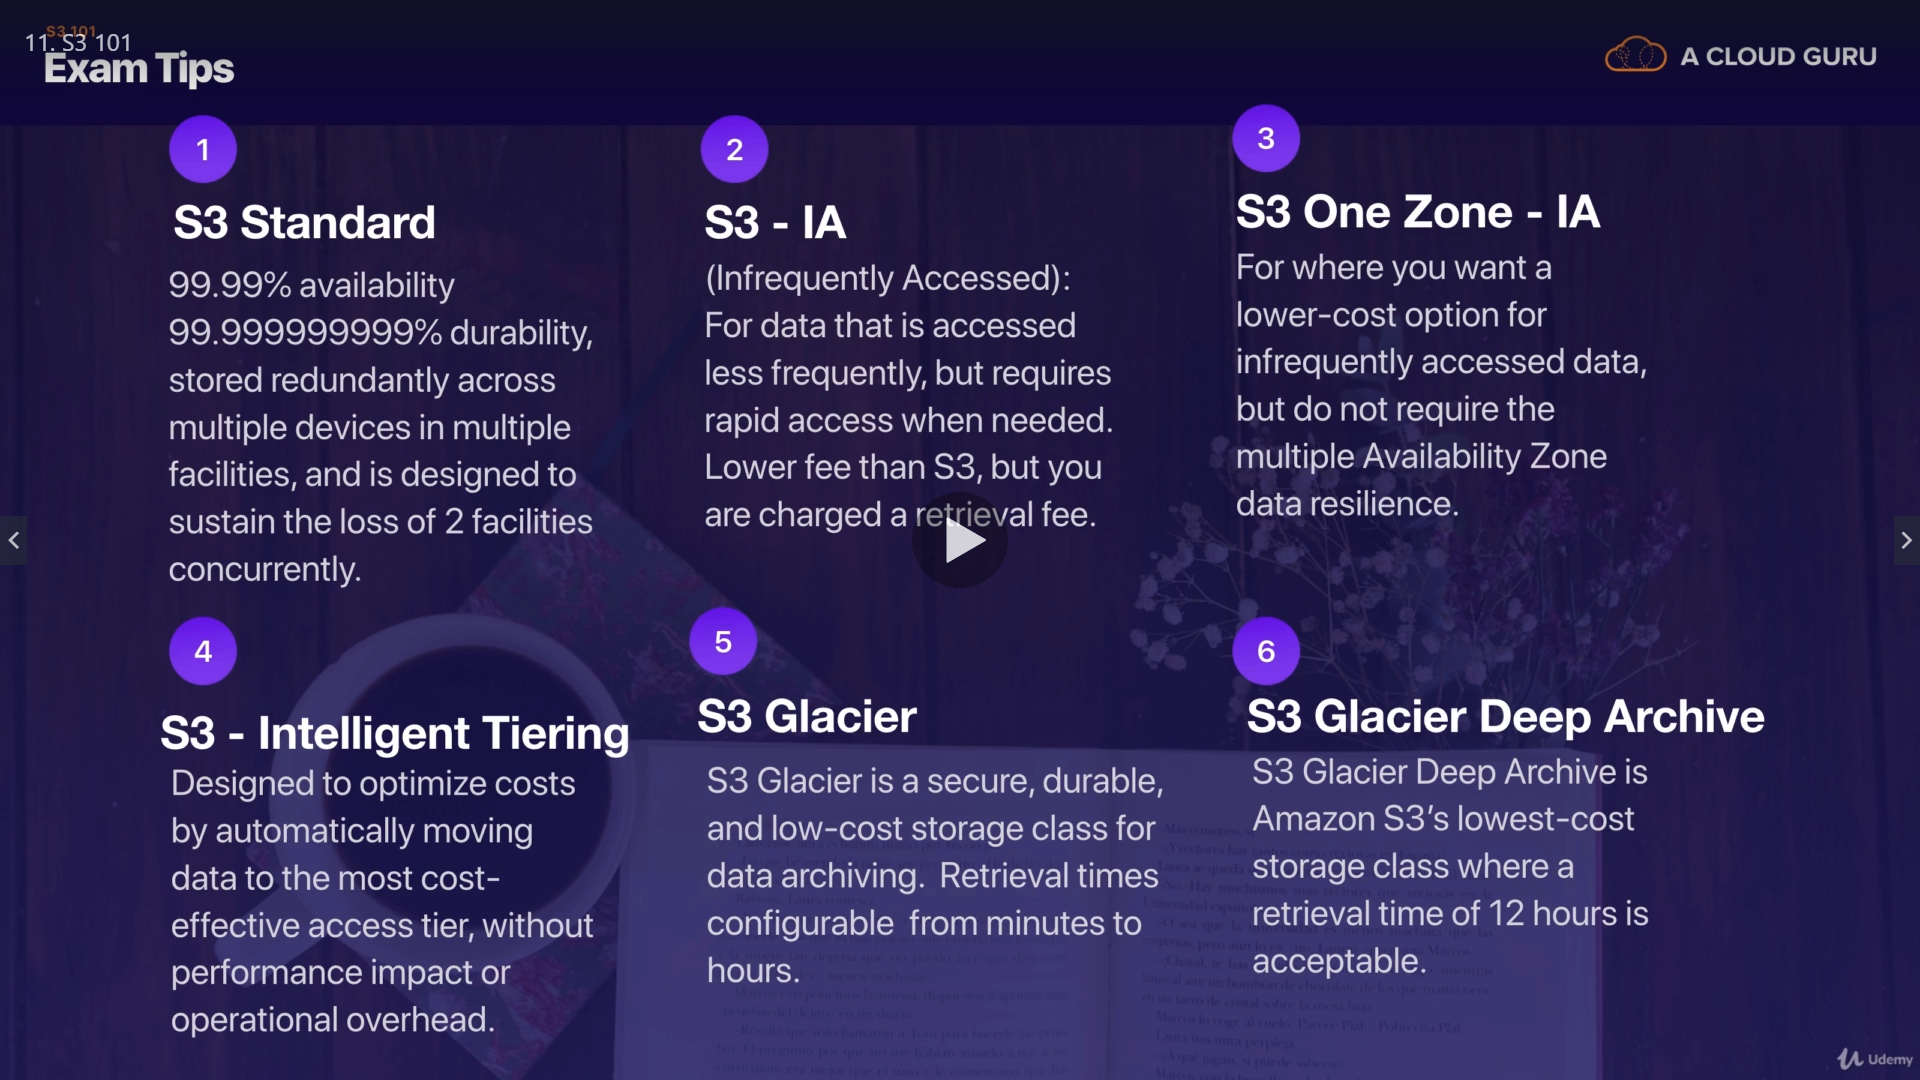 S3 101
11. S3 101
Exam Tips
A CLOUD GURU
1
S3 Standard
99.99% availability
99.999999999% durability,
stored redundantly across
multiple devices in multiple
facilities, and is designed to
sustain the loss of 2 facilities
concurrently.
2
S3 - IA
(Infrequently Accessed):
For data that is accessed
less frequently, but requires
rapid access when needed.
Lower fee than S3, but you
are charged a retrieval fee.
3
S3 One Zone - IA
For where you want a
lower-cost option for
infrequently accessed data,
but do not require the
multiple Availability Zone
data resilience.
4
S3 - Intelligent Tiering
Designed to optimize costs
by automatically moving
data to the most cost-
effective access tier, without
performance impact or
operational overhead.
5
S3 Glacier
S3 Glacier is a secure, durable,
and low-cost storage class for
data archiving.  Retrieval times
configurable  from minutes to
hours.
6
S3 Glacier Deep Archive
S3 Glacier Deep Archive is
Amazon S3’s lowest-cost
storage class where a
retrieval time of 12 hours is
acceptable.
Udemy